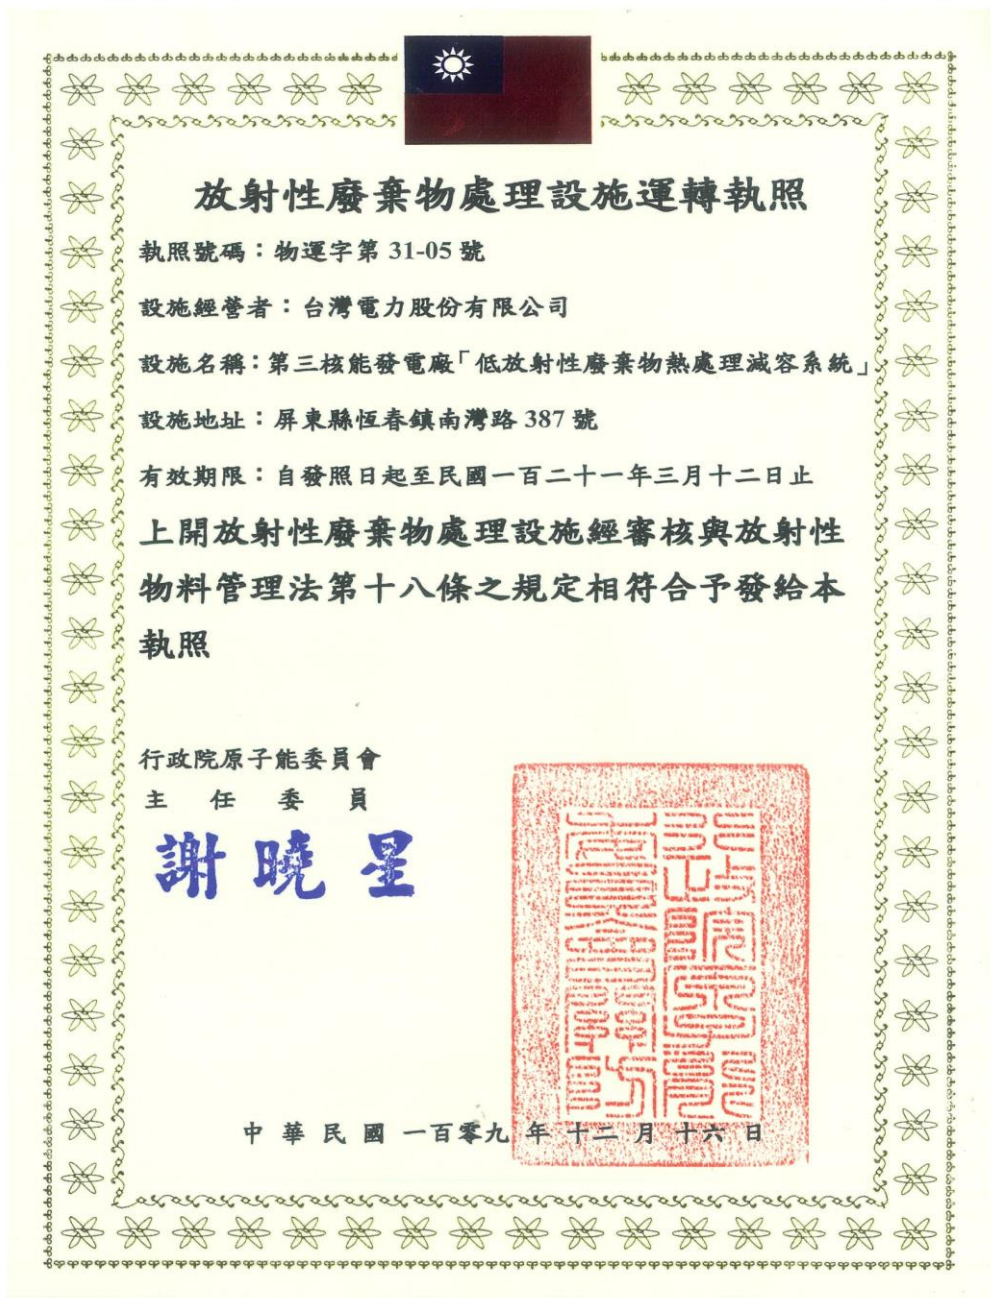 放射性廢棄物處理設施運轉執照
執照號碼：物運字第 31-05 號
設施經營者：台灣電力股份有限公司
設施名稱：第三核能發電廠「低放射性廢棄物熱處理減容系統」
設施地址：屏東縣恆春鎮南灣路 387 號
有效期限：自發照日起至民國一百二十一年三月十二日止
上開放射性廢棄物處理設施經審核與放射性
物料管理法第十八條之規定相符合予發給本
執照
行政院原子能委員會
主 任 委 員
謝 曉 星
中 華 民 國 一百零九 年 十二 月 十六 日